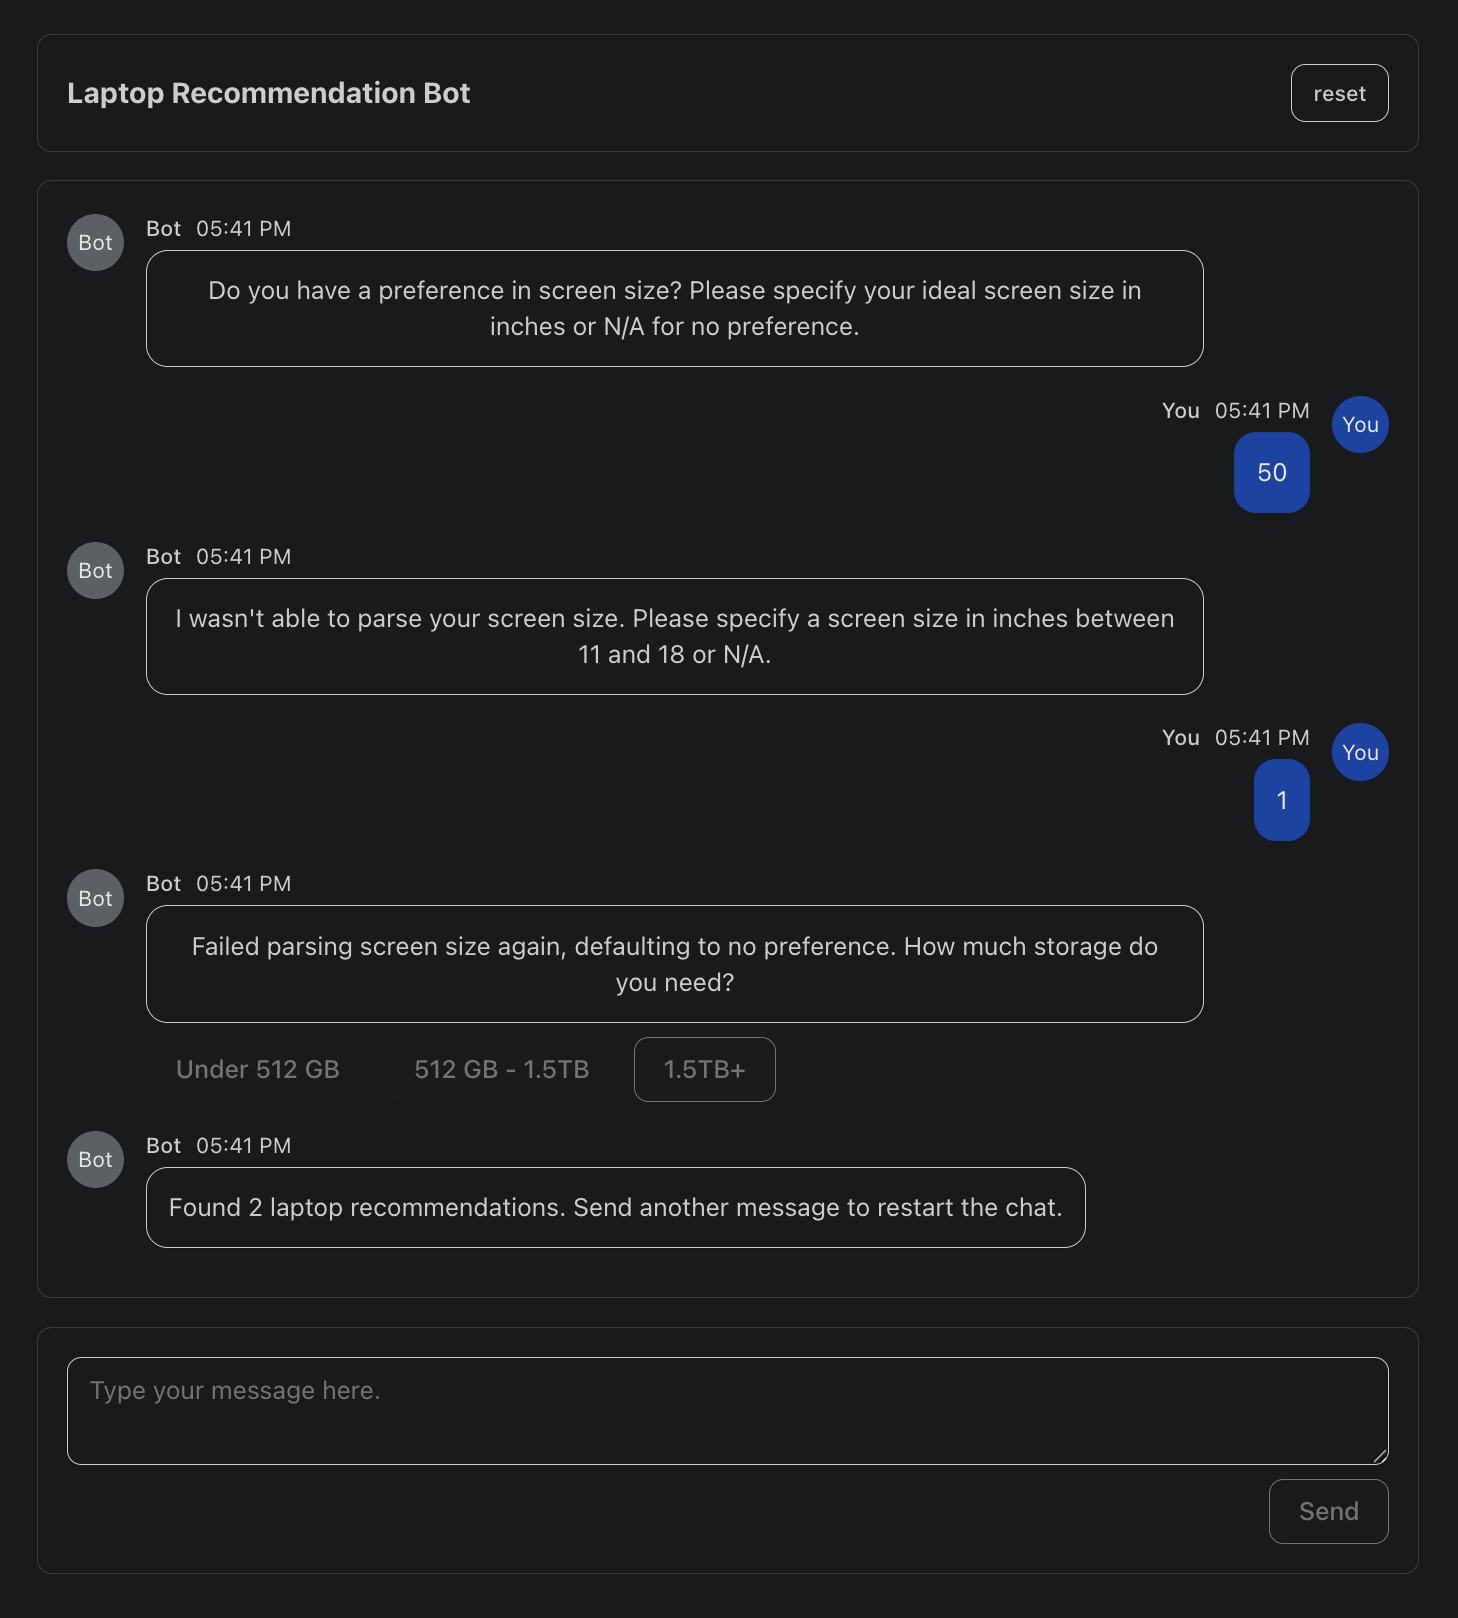 Laptop Recommendation Bot
reset
Bot
Bot 05:41 PM
Do you have a preference in screen size? Please specify your ideal screen size in
inches or N/A for no preference.
You 05:41 PM
You
50
Bot
Bot 05:41 PM
I wasn't able to parse your screen size. Please specify a screen size in inches between
11 and 18 or N/A.
You 05:41 PM
You
1
Bot
Bot 05:41 PM
Failed parsing screen size again, defaulting to no preference. How much storage do
you need?
Under 512 GB
512 GB - 1.5TB
1.5TB+
Bot
Bot 05:41 PM
Found 2 laptop recommendations. Send another message to restart the chat.
Type your message here.
Send